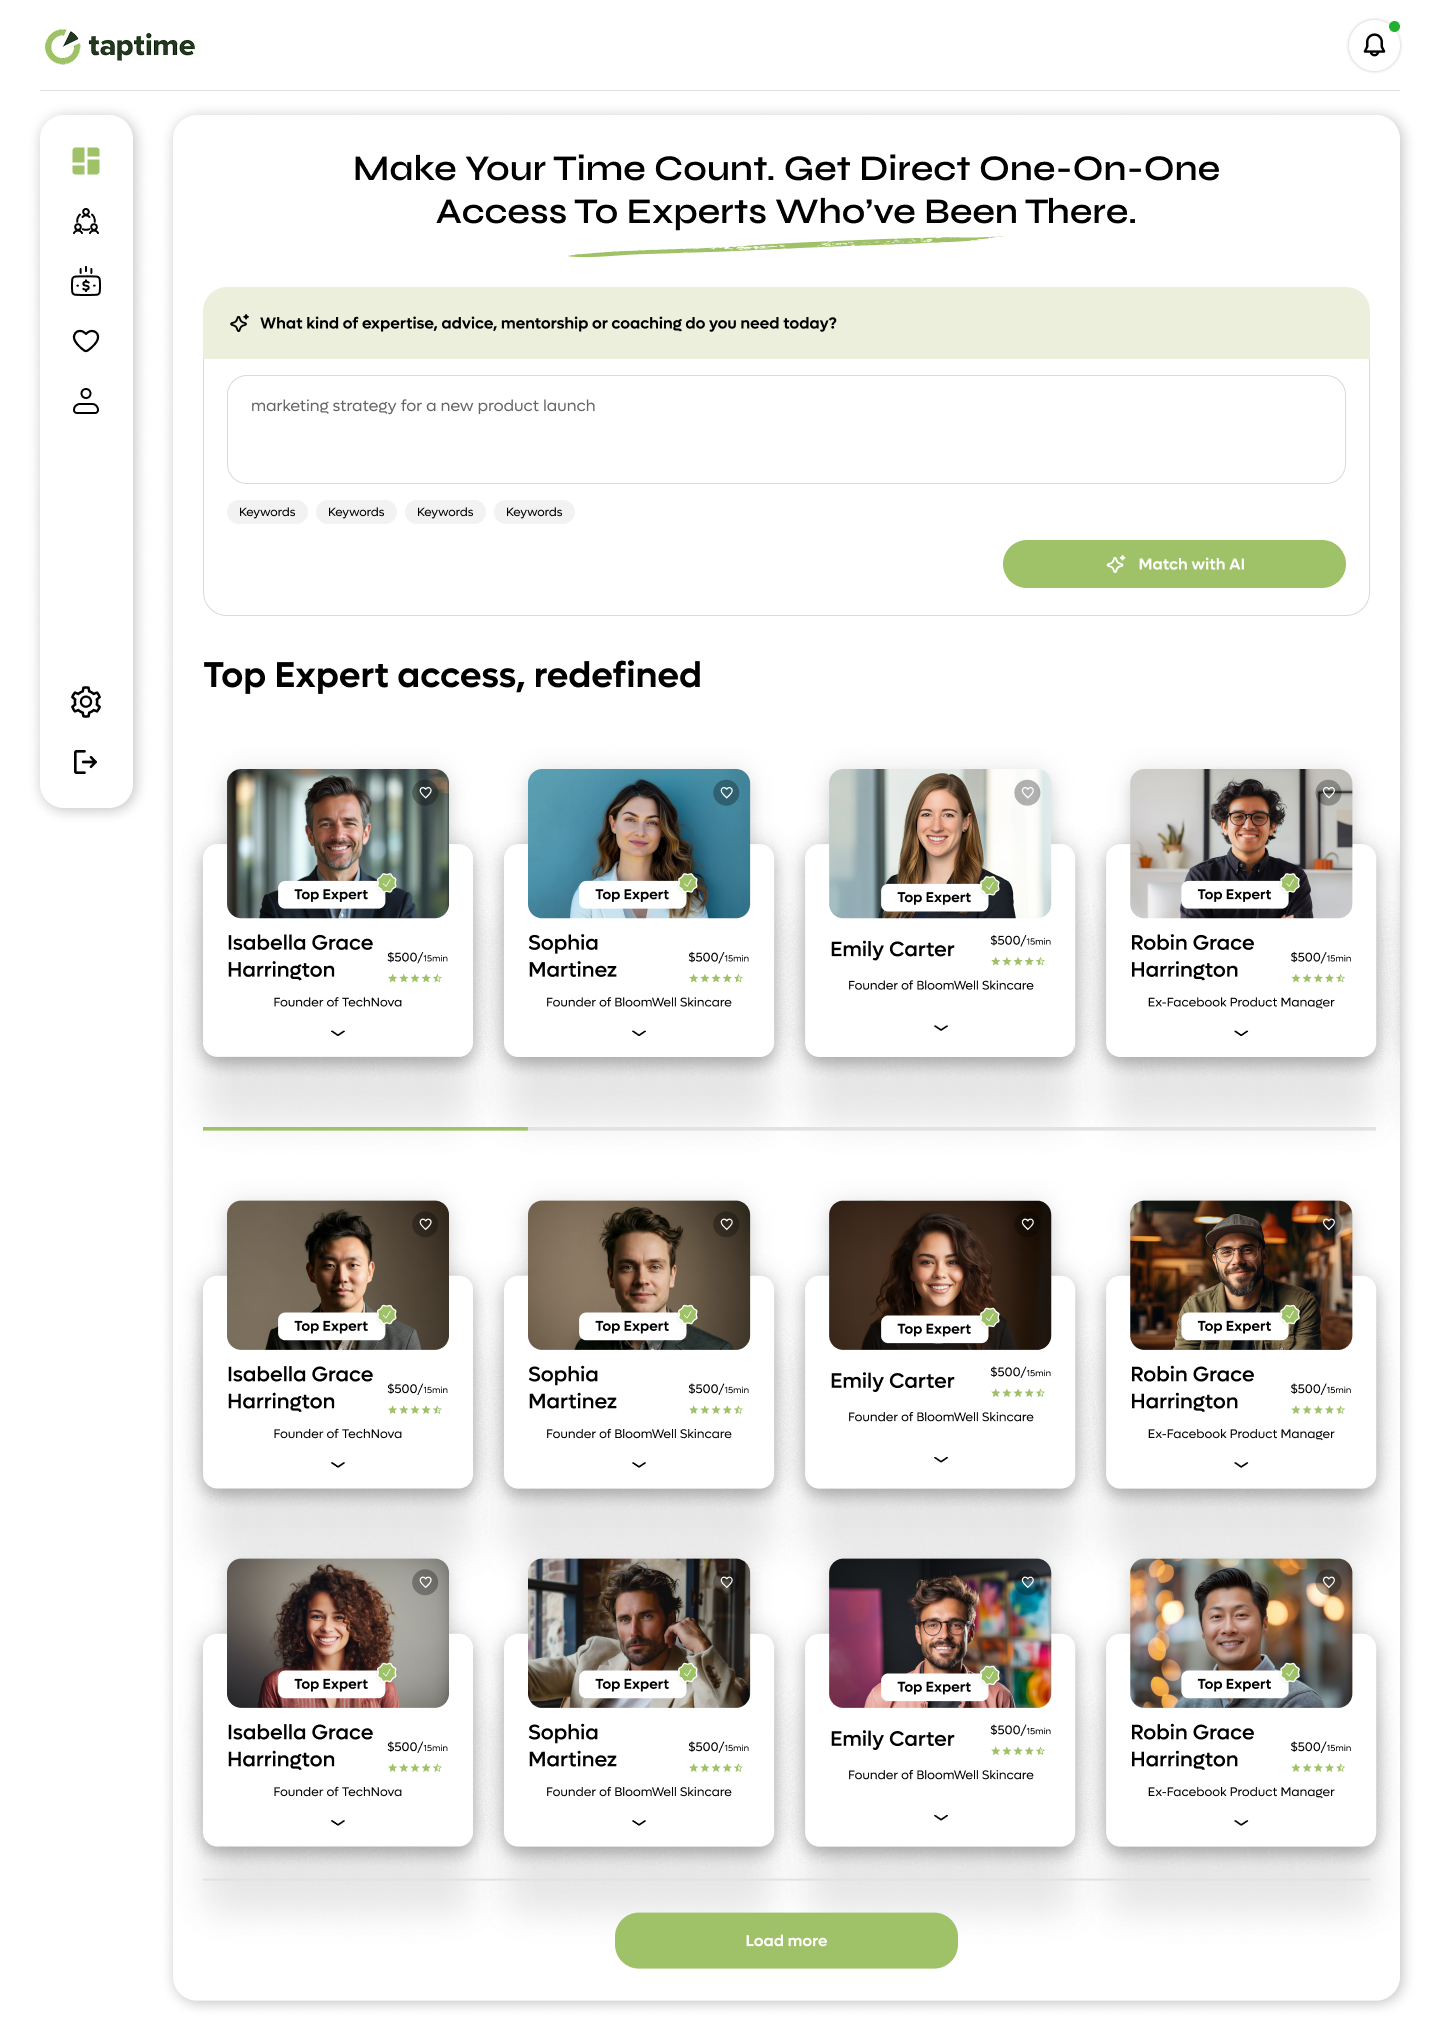 taptime
Make Your Time Count. Get Direct One-On-One
Access To Experts Who’ve Been There.
What kind of expertise, advice, mentorship or coaching do you need today?
marketing strategy for a new product launch
Keywords Keywords Keywords Keywords
Match with AI
Top Expert access, redefined
Top Expert
Isabella Grace
Harrington
$500/15min
Founder of TechNova
Top Expert
Sophia
Martinez
$500/15min
Founder of BloomWell Skincare
Top Expert
Emily Carter
$500/15min
Founder of BloomWell Skincare
Top Expert
Robin Grace
Harrington
$500/15min
Ex-Facebook Product Manager
Top Expert
Isabella Grace
Harrington
$500/15min
Founder of TechNova
Top Expert
Sophia
Martinez
$500/15min
Founder of BloomWell Skincare
Top Expert
Emily Carter
$500/15min
Founder of BloomWell Skincare
Top Expert
Robin Grace
Harrington
$500/15min
Ex-Facebook Product Manager
Top Expert
Isabella Grace
Harrington
$500/15min
Founder of TechNova
Top Expert
Sophia
Martinez
$500/15min
Founder of BloomWell Skincare
Top Expert
Emily Carter
$500/15min
Founder of BloomWell Skincare
Top Expert
Robin Grace
Harrington
$500/15min
Ex-Facebook Product Manager
Load more